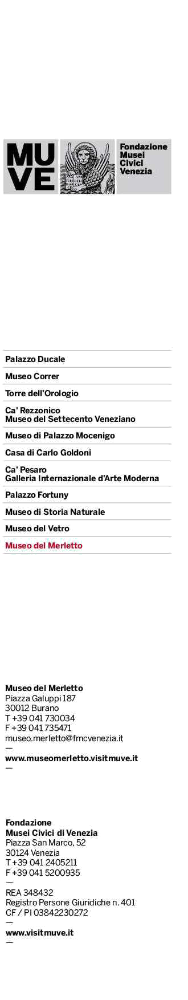 MU
VE
Fondazione
Musei
Civici
Venezia
Palazzo Ducale
Museo Correr
Torre dell'Orologio
Ca' Rezzonico
Museo del Settecento Veneziano
Museo di Palazzo Mocenigo
Casa di Carlo Goldoni
Ca' Pesaro
Galleria Internazionale d'Arte Moderna
Palazzo Fortuny
Museo di Storia Naturale
Museo del Vetro
Museo del Merletto
Museo del Merletto
Piazza Galuppi 187
30012 Burano
T +39 041 730034
F +39 041 735471
museo.merletto@fmcvenezia.it
—
www.museomerletto.visitmuve.it
—
Fondazione
Musei Civici di Venezia
Piazza San Marco, 52
30124 Venezia
T +39 041 2405211
F +39 041 5200935
—
REA 348432
Registro Persone Giuridiche n. 401
CF / PI 03842230272
—
www.visitmuve.it
—